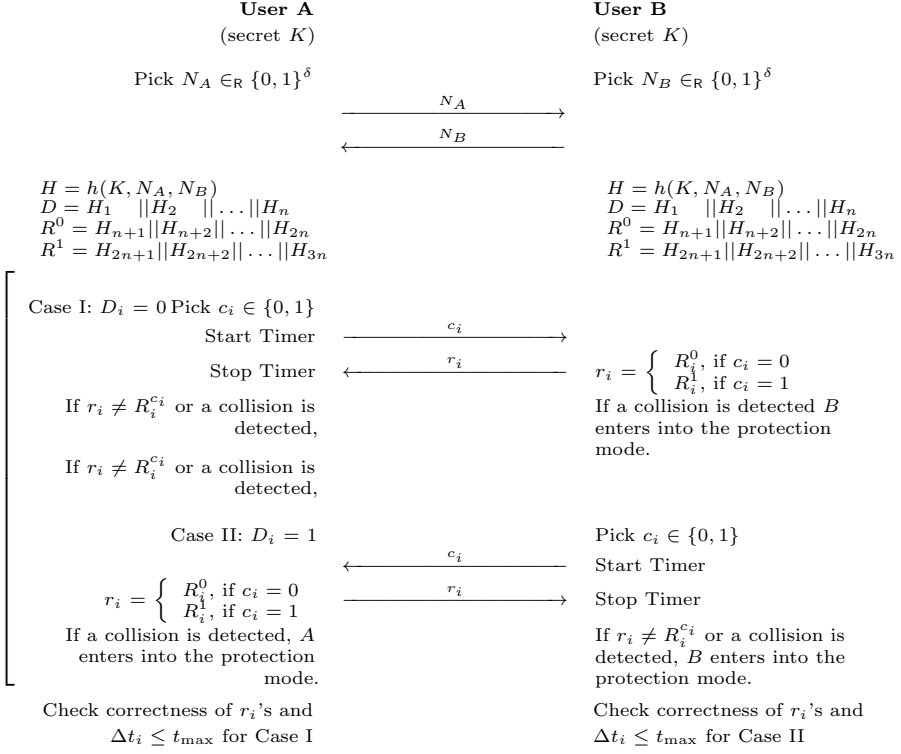 User A User B
(secret K) (secret K)
Pick N_A ∈_R {0, 1}^δ Pick N_B ∈_R {0, 1}^δ
N_A
N_B
H = h(K, N_A, N_B) H = h(K, N_A, N_B)
D = H_1 ||H_2 || . . . ||H_n D = H_1 ||H_2 || . . . ||H_n
R^0 = H_{n+1}||H_{n+2}|| . . . ||H_{2n} R^0 = H_{n+1}||H_{n+2}|| . . . ||H_{2n}
R^1 = H_{2n+1}||H_{2n+2}|| . . . ||H_{3n} R^1 = H_{2n+1}||H_{2n+2}|| . . . ||H_{3n}
Case I: D_i = 0 Pick c_i ∈ {0, 1}
c_i
Start Timer
r_i
Stop Timer r_i = { R_i^0, if c_i = 0
R_i^1, if c_i = 1
If r_i ≠ R_i^{c_i} or a collision is If a collision is detected B
detected, enters into the protection
mode.
If r_i ≠ R_i^{c_i} or a collision is
detected,
Case II: D_i = 1 Pick c_i ∈ {0, 1}
c_i
Start Timer
r_i = { R_i^0, if c_i = 0 r_i Stop Timer
R_i^1, if c_i = 1
If a collision is detected, A If r_i ≠ R_i^{c_i} or a collision is
enters into the protection detected, B enters into the
mode. protection mode.
Check correctness of r_i's and Check correctness of r_i's and
Δt_i ≤ t_max for Case I Δt_i ≤ t_max for Case II